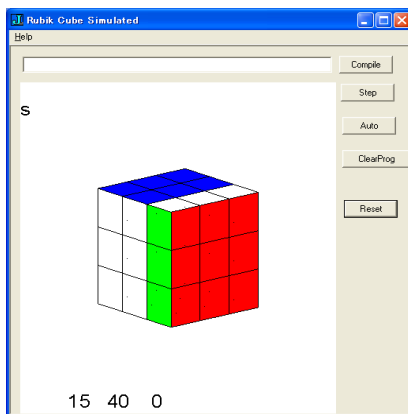 Rubik Cube Simulated
Help
Compile
Step
s
Auto
ClearProg
Reset
15 40 0